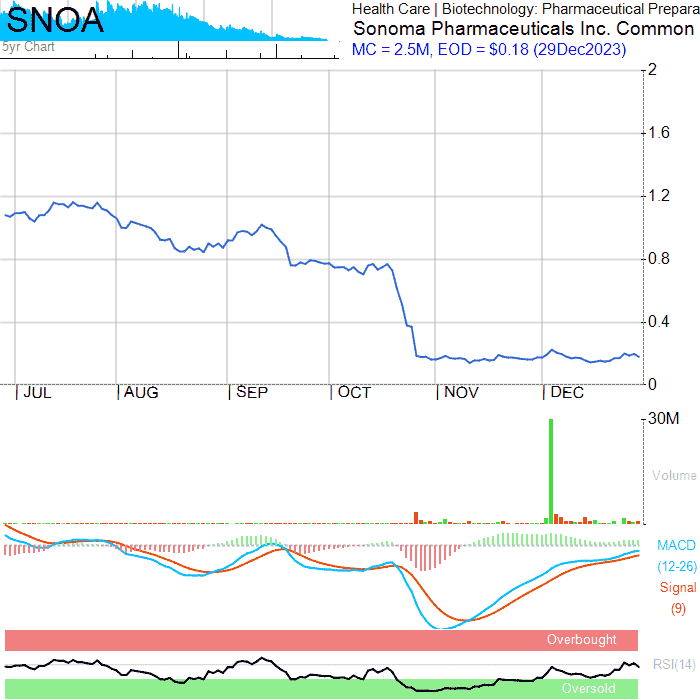 SNOA
5yr Chart
Health Care | Biotechnology: Pharmaceutical Prepara
Sonoma Pharmaceuticals Inc. Common
MC = 2.5M, EOD = $0.18 (29Dec2023)
2
1.6
1.2
0.8
0.4
0
JUL AUG SEP OCT NOV DEC
30M
Volume
MACD
(12-26)
Signal
(9)
Overbought
RSI(14)
Oversold